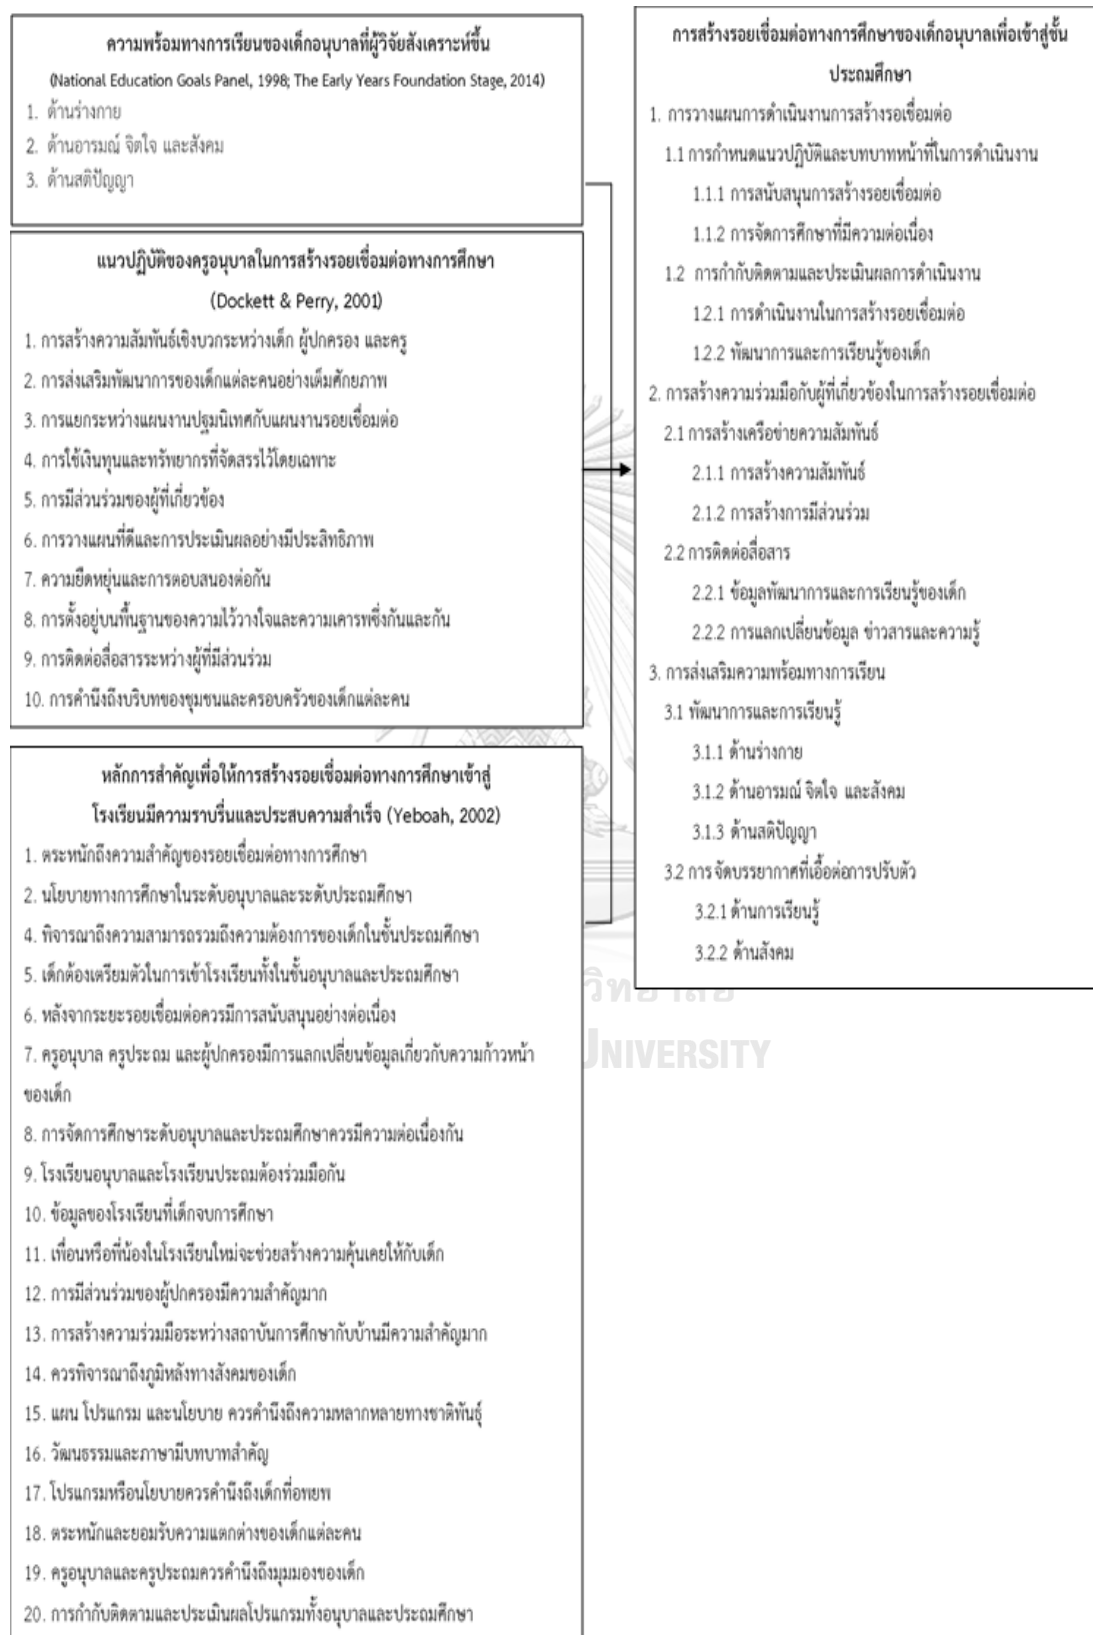 ความพร้อมทางการเรียนของเด็กอนุบาลที่ผู้วิจัยสังเคราะห์ขึ้น
(National Education Goals Panel, 1998; The Early Years Foundation Stage, 2014)
1. ด้านร่างกาย
2. ด้านอารมณ์ จิตใจ และสังคม
3. ด้านสติปัญญา
แนวปฏิบัติของครูอนุบาลในการสร้างรอยเชื่อมต่อทางการศึกษา
(Dockett & Perry, 2001)
1. การสร้างความสัมพันธ์เชิงบวกระหว่างเด็ก ผู้ปกครอง และครู
2. การส่งเสริมพัฒนาการของเด็กแต่ละคนอย่างเต็มศักยภาพ
3. การแยกระหว่างแผนงานปฐมนิเทศกับแผนงานรอยเชื่อมต่อ
4. การใช้เงินทุนและทรัพยากรที่จัดสรรไว้โดยเฉพาะ
5. การมีส่วนร่วมของผู้ที่เกี่ยวข้อง
6. การวางแผนที่ดีและการประเมินผลอย่างมีประสิทธิภาพ
7. ความยืดหยุ่นและการตอบสนองต่อกัน
8. การตั้งอยู่บนพื้นฐานของความไว้วางใจและความเคารพซึ่งกันและกัน
9. การติดต่อสื่อสารระหว่างผู้ที่มีส่วนร่วม
10. การคำนึงถึงบริบทของชุมชนและครอบครัวของเด็กแต่ละคน
หลักการสำคัญเพื่อให้การสร้างรอยเชื่อมต่อทางการศึกษาเข้าสู่
โรงเรียนมีความราบรื่นและประสบความสำเร็จ (Yeboah, 2002)
1. ตระหนักถึงความสำคัญของรอยเชื่อมต่อทางการศึกษา
2. นโยบายทางการศึกษาในระดับอนุบาลและระดับประถมศึกษา
4. พิจารณาถึงความสามารถรวมถึงความต้องการของเด็กในชั้นประถมศึกษา
5. เด็กต้องเตรียมตัวในการเข้าโรงเรียนทั้งในชั้นอนุบาลและประถมศึกษา
6. หลังจากระยะรอยเชื่อมต่อควรมีการสนับสนุนอย่างต่อเนื่อง
7. ครูอนุบาล ครูประถม และผู้ปกครองมีการแลกเปลี่ยนข้อมูลเกี่ยวกับความก้าวหน้า
ของเด็ก
8. การจัดการศึกษาระดับอนุบาลและประถมศึกษาควรมีความต่อเนื่องกัน
9. โรงเรียนอนุบาลและโรงเรียนประถมต้องร่วมมือกัน
10. ข้อมูลของโรงเรียนที่เด็กจบการศึกษา
11. เพื่อนหรือพี่น้องในโรงเรียนใหม่จะช่วยสร้างความคุ้นเคยให้กับเด็ก
12. การมีส่วนร่วมของผู้ปกครองมีความสำคัญมาก
13. การสร้างความร่วมมือระหว่างสถาบันการศึกษากับบ้านมีความสำคัญมาก
14. ควรพิจารณาถึงภูมิหลังทางสังคมของเด็ก
15. แผน โปรแกรม และนโยบาย ควรคำนึงถึงความหลากหลายทางชาติพันธุ์
16. วัฒนธรรมและภาษามีบทบาทสำคัญ
17. โปรแกรมหรือนโยบายควรคำนึงถึงเด็กที่อพยพ
18. ตระหนักและยอมรับความแตกต่างของเด็กแต่ละคน
19. ครูอนุบาลและครูประถมควรคำนึงถึงมุมมองของเด็ก
20. การกำกับติดตามและประเมินผลโปรแกรมทั้งอนุบาลและประถมศึกษา
การสร้างรอยเชื่อมต่อทางการศึกษาของเด็กอนุบาลเพื่อเข้าสู่ชั้น
ประถมศึกษา
1. การวางแผนการดำเนินงานการสร้างรอเชื่อมต่อ
1.1 การกำหนดแนวปฏิบัติและบทบาทหน้าที่ในการดำเนินงาน
1.1.1 การสนับสนุนการสร้างรอยเชื่อมต่อ
1.1.2 การจัดการศึกษาที่มีความต่อเนื่อง
1.2 การกำกับติดตามและประเมินผลการดำเนินงาน
1.2.1 การดำเนินงานในการสร้างรอยเชื่อมต่อ
1.2.2 พัฒนาการและการเรียนรู้ของเด็ก
2. การสร้างความร่วมมือกับผู้ที่เกี่ยวข้องในการสร้างรอยเชื่อมต่อ
2.1 การสร้างเครือข่ายความสัมพันธ์
2.1.1 การสร้างความสัมพันธ์
2.1.2 การสร้างการมีส่วนร่วม
2.2 การติดต่อสื่อสาร
2.2.1 ข้อมูลพัฒนาการและการเรียนรู้ของเด็ก
2.2.2 การแลกเปลี่ยนข้อมูล ข่าวสารและความรู้
3. การส่งเสริมความพร้อมทางการเรียน
3.1 พัฒนาการและการเรียนรู้
3.1.1 ด้านร่างกาย
3.1.2 ด้านอารมณ์ จิตใจ และสังคม
3.1.3 ด้านสติปัญญา
3.2 การจัดบรรยากาศที่เอื้อต่อการปรับตัว
3.2.1 ด้านการเรียนรู้
3.2.2 ด้านสังคม
UNIVERSITY